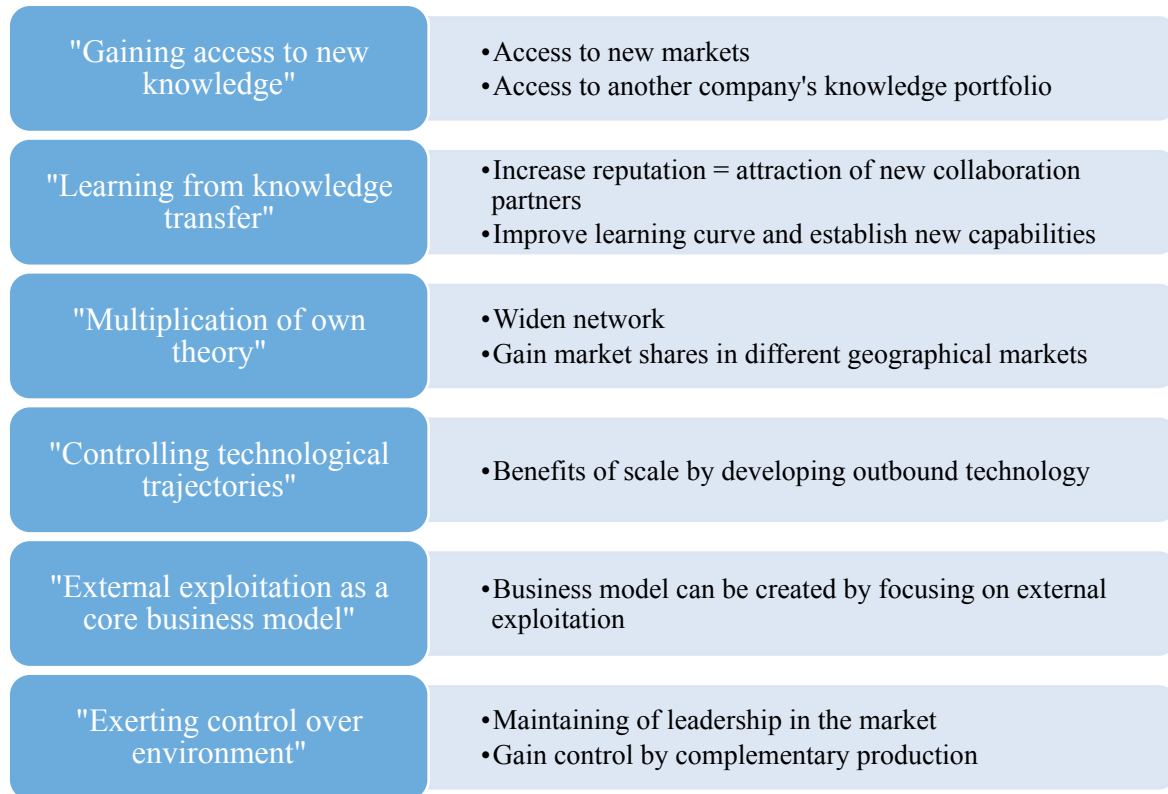 "Gaining access to new
knowledge"
•Access to new markets
•Access to another company's knowledge portfolio
"Learning from knowledge
transfer"
•Increase reputation = attraction of new collaboration
partners
•Improve learning curve and establish new capabilities
"Multiplication of own
theory"
•Widen network
•Gain market shares in different geographical markets
"Controlling technological
trajectories"
•Benefits of scale by developing outbound technology
"External exploitation as a
core business model"
•Business model can be created by focusing on external
exploitation
"Exerting control over
environment"
•Maintaining of leadership in the market
•Gain control by complementary production